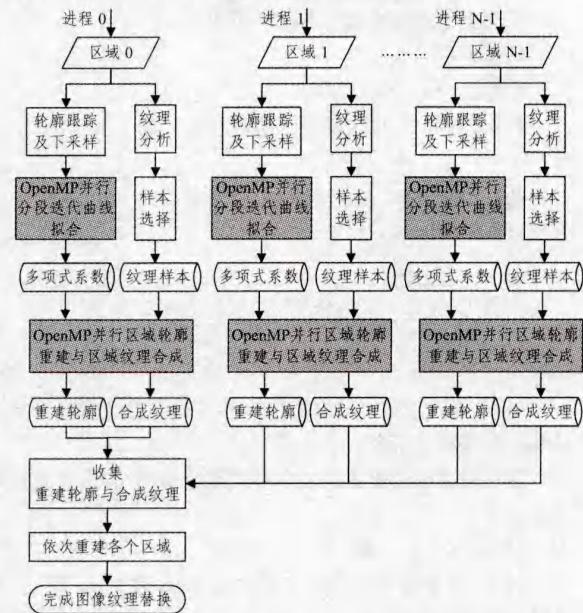 进程 0
进程 1
进程 N-1
区域 0
区域 1
………
区域 N-1
轮廓跟踪
及下采样
纹理
分析
轮廓跟踪
及下采样
纹理
分析
轮廓跟踪
及下采样
纹理
分析
OpenMP并行
分段迭代曲线
拟合
样本
选择
OpenMP并行
分段迭代曲线
拟合
样本
选择
OpenMP并行
分段迭代曲线
拟合
样本
选择
多项式系数
纹理样本
多项式系数
纹理样本
多项式系数
纹理样本
OpenMP并行区域轮廓
重建与区域纹理合成
OpenMP并行区域轮廓
重建与区域纹理合成
OpenMP并行区域轮廓
重建与区域纹理合成
重建轮廓
合成纹理
重建轮廓
合成纹理
重建轮廓
合成纹理
收集
重建轮廓与合成纹理
依次重建各个区域
完成图像纹理替换